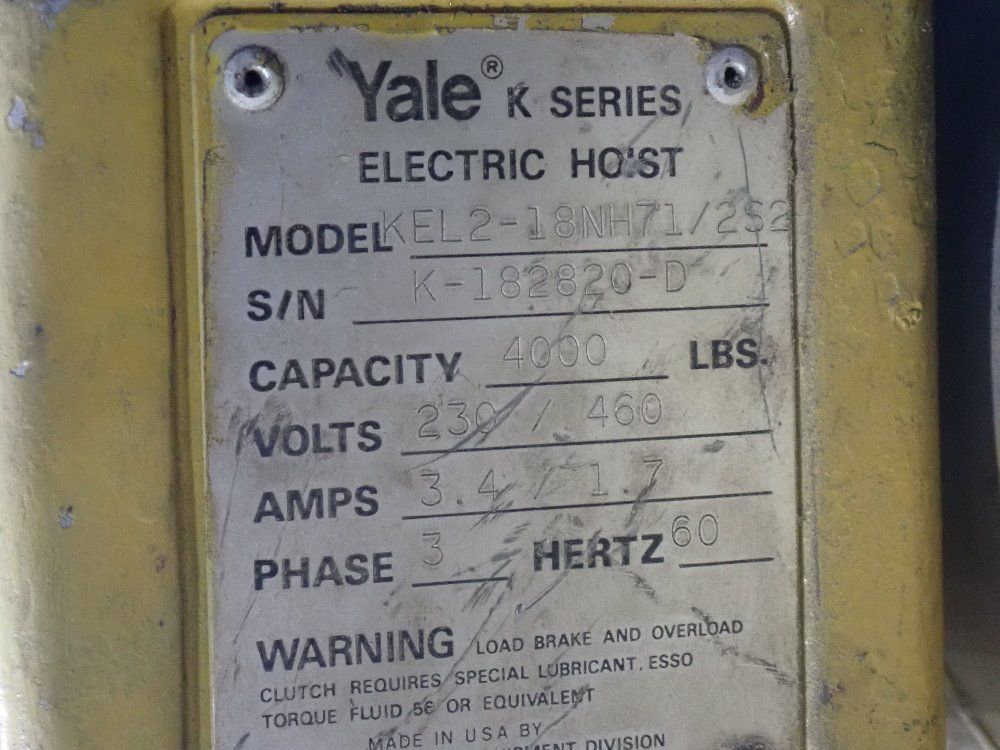 Yale® K SERIES
ELECTRIC HOIST
MODEL KEL2-18NH71/2S2
S/N K-182820-D
CAPACITY 4000 LBS.
VOLTS 230 / 460
AMPS 3.4 / 1.7
PHASE 3 HERTZ 60
WARNING LOAD BRAKE AND OVERLOAD
CLUTCH REQUIRES SPECIAL LUBRICANT, ESSO
TORQUE FLUID 56 OR EQUIVALENT
MADE IN USA BY
DIVISION